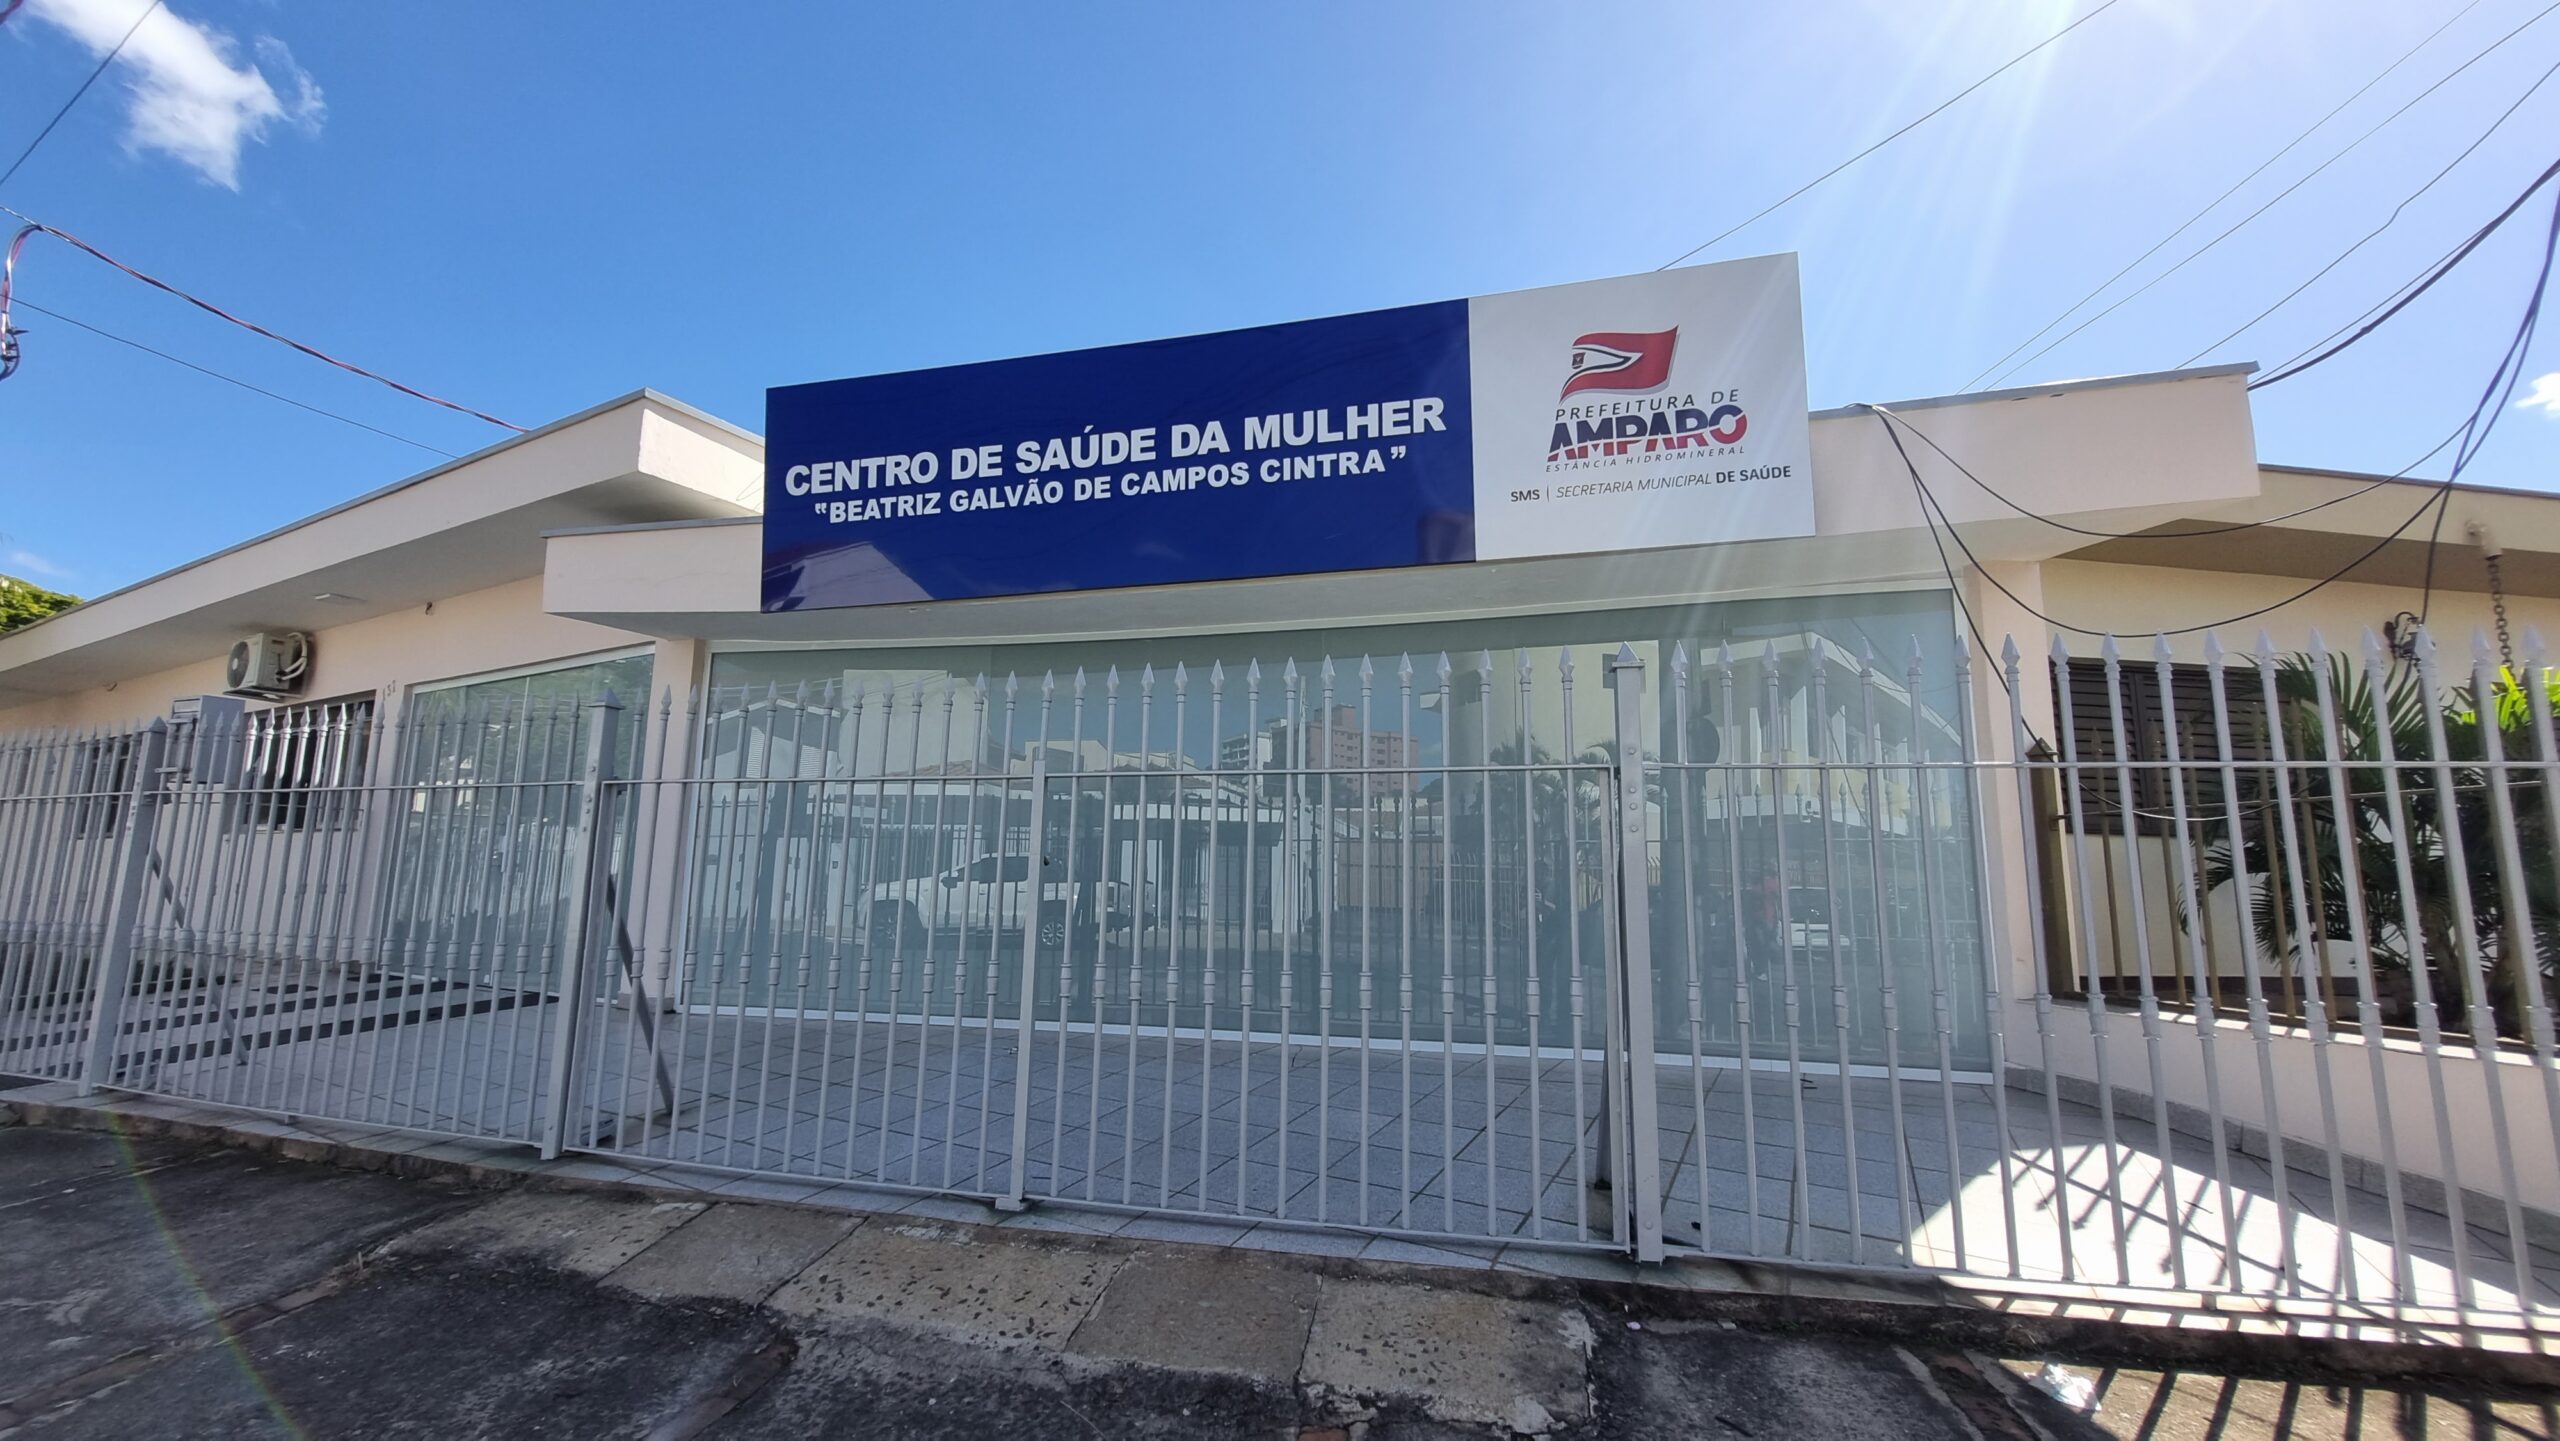 CENTRO DE SAÚDE DA MULHER
"BEATRIZ GALVÃO DE CAMPOS CINTRA"
PREFEITURA DE
AMPARO
ESTÂNCIA HIDROMINERAL
SMS | SECRETARIA MUNICIPAL DE SAÚDE